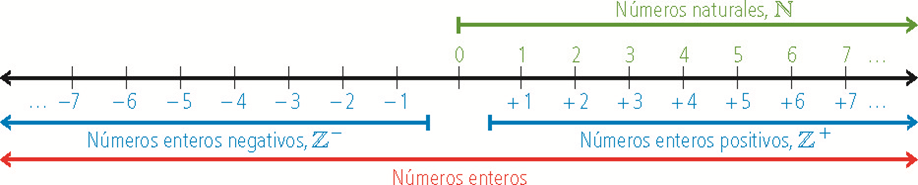 Números naturales, ℕ
0 1 2 3 4 5 6 7 ...
... −7 −6 −5 −4 −3 −2 −1 +1 +2 +3 +4 +5 +6 +7 ...
Números enteros negativos, ℤ⁻ Números enteros positivos, ℤ⁺
Números enteros